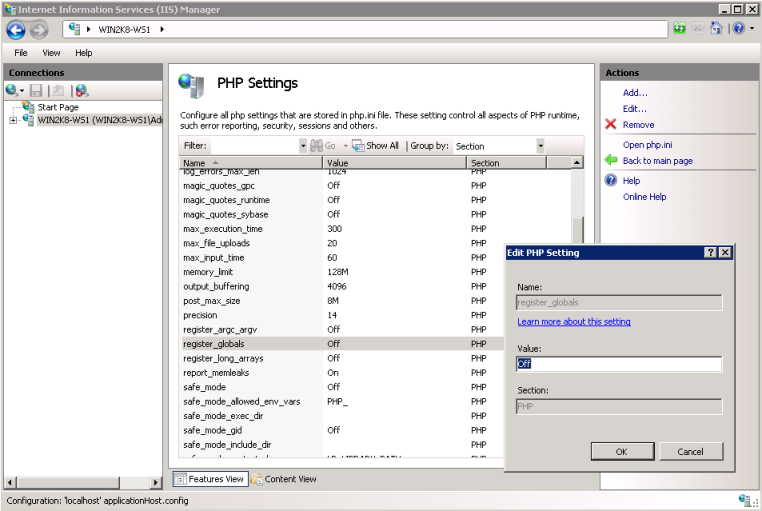 Internet Information Services (IIS) Manager
WIN2K8-WS1
File View Help
Connections
Start Page
WIN2K8-WS1 (WIN2K8-WS1\Ad
PHP Settings
Configure all php settings that are stored in php.ini file. These setting control all aspects of PHP runtime,
such error reporting, security, sessions and others.
Filter: Go Show All Group by: Section
Name Value Section
log_errors_max_len 1024 PHP
magic_quotes_gpc Off PHP
magic_quotes_runtime Off PHP
magic_quotes_sybase Off PHP
max_execution_time 300 PHP
max_file_uploads 20 PHP
max_input_time 60 PHP
memory_limit 128M PHP
output_buffering 4096 PHP
post_max_size 8M PHP
precision 14 PHP
register_argc_argv Off PHP
register_globals Off PHP
register_long_arrays Off PHP
report_memleaks On PHP
safe_mode Off PHP
safe_mode_allowed_env_vars PHP_ PHP
safe_mode_exec_dir PHP
safe_mode_gid Off PHP
safe_mode_include_dir PHP
Features View Content View
Actions
Add...
Edit...
Remove
Open php.ini
Back to main page
Help
Online Help
Edit PHP Setting
Name:
register_globals
Learn more about this setting
Value:
Off
Section:
PHP
OK Cancel
Configuration: 'localhost' applicationHost.config